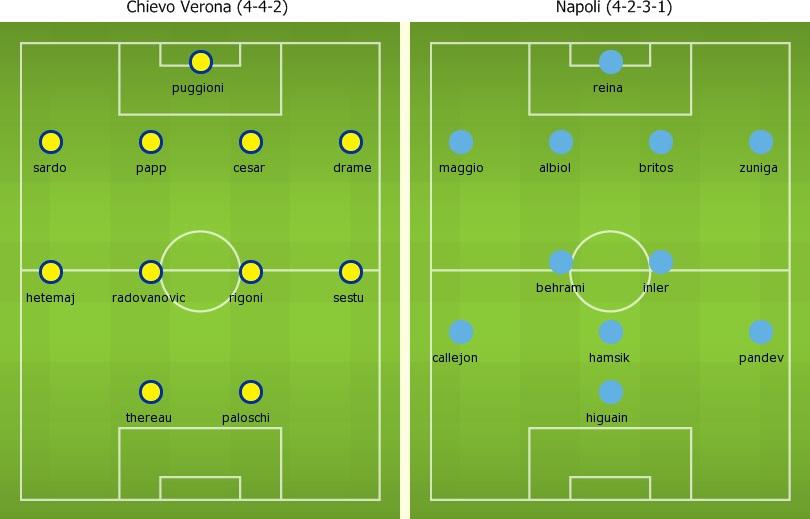 Chievo Verona (4-4-2)
puggioni
sardo papp cesar drame
hetemaj radovanovic rigoni sestu
thereau paloschi
Napoli (4-2-3-1)
reina
maggio albiol britos zuniga
behrami inler
callejon hamsik pandev
higuain